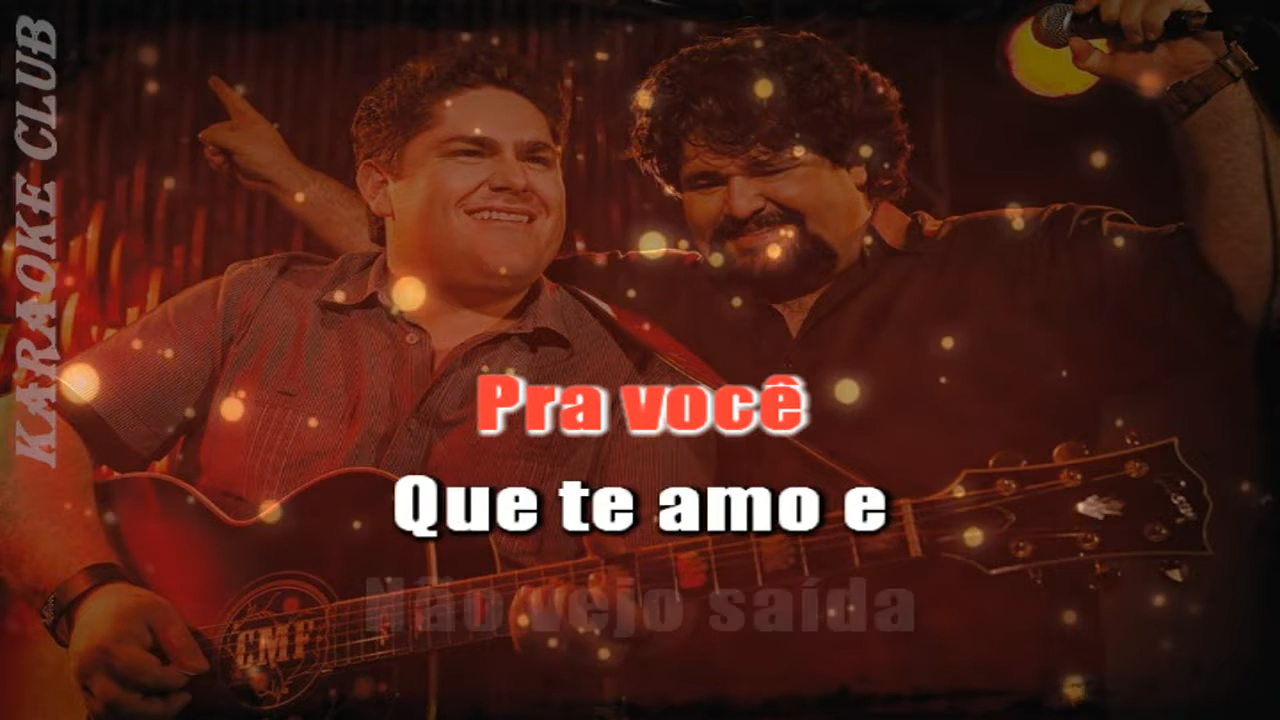 KARAOKE CLUB
Pra você
Que te amo e
Não vejo saída
CMF